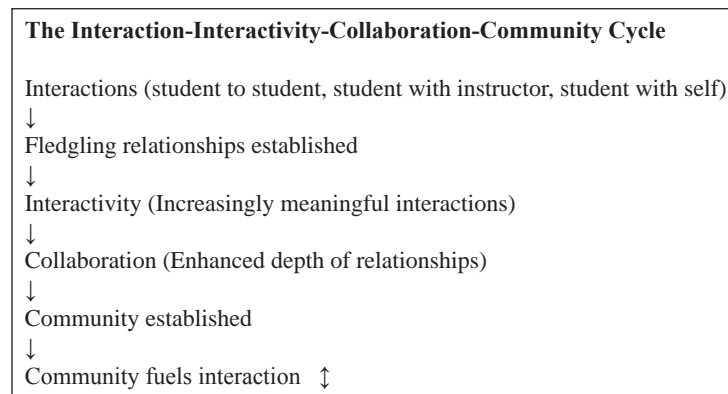 The Interaction-Interactivity-Collaboration-Community Cycle
Interactions (student to student, student with instructor, student with self)
↓
Fledgling relationships established
↓
Interactivity (Increasingly meaningful interactions)
↓
Collaboration (Enhanced depth of relationships)
↓
Community established
↓
Community fuels interaction ↕